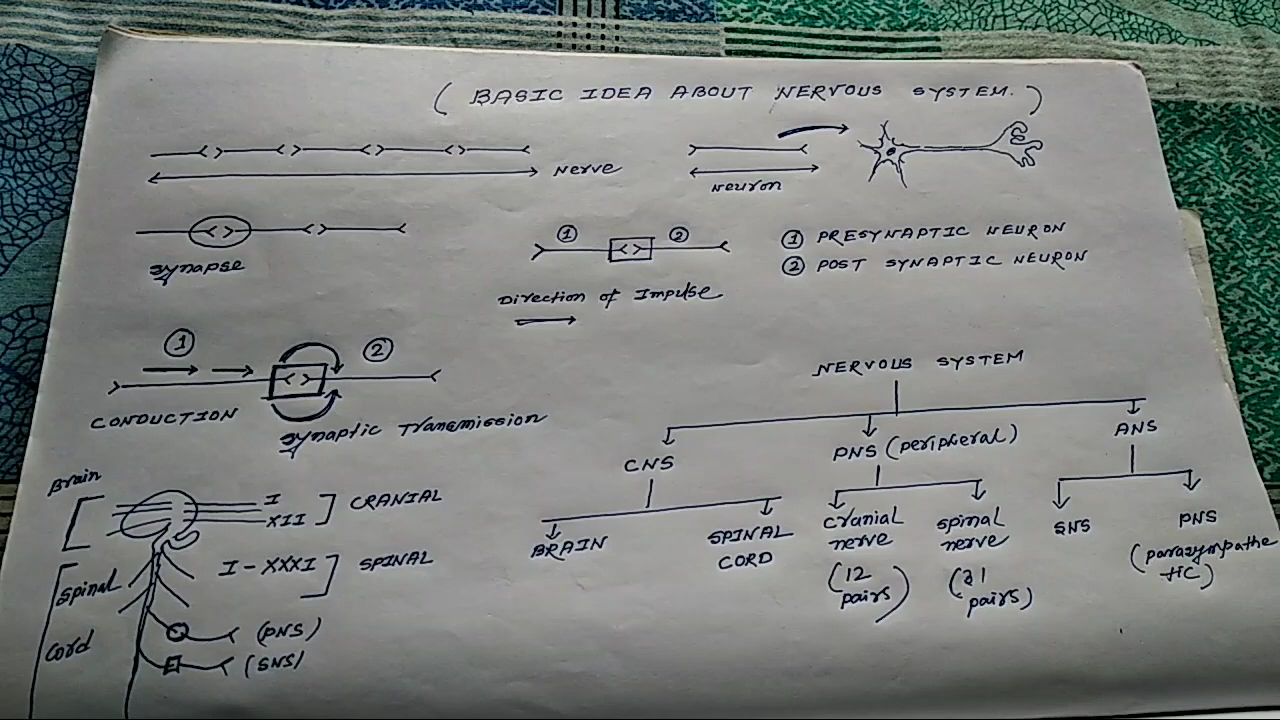 ( BASIC IDEA ABOUT NERVOUS SYSTEM. )
Nerve
Neuron
Synapse
① ②
① PRESYNAPTIC NEURON
② POST SYNAPTIC NEURON
Direction of Impulse
① ②
CONDUCTION
Synaptic Transmission
NERVOUS SYSTEM
CNS
PNS (peripheral)
ANS
BRAIN
SPINAL
CORD
cranial
nerve
(12
pairs)
spinal
nerve
(31
pairs)
SNS
PNS
(parasympathe
tic)
Brain
I
XII
CRANIAL
Spinal
cord
I - XXXI
SPINAL
(PNS)
(SNS)